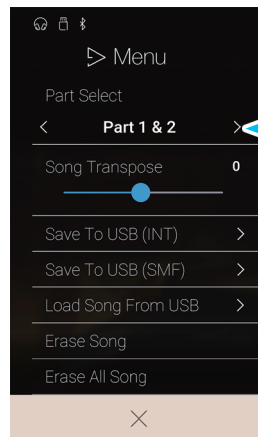 Menu
Part Select
Part 1 & 2
Song Transpose 0
Save To USB (INT)
Save To USB (SMF)
Load Song From USB
Erase Song
Erase All Song